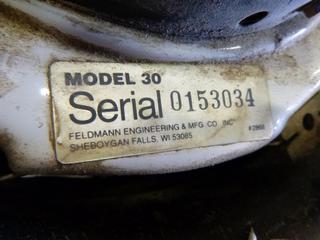 MODEL 30
Serial 0153034
FELDMANN ENGINEERING & MFG. CO. INC.
SHEBOYGAN FALLS, WI 53085